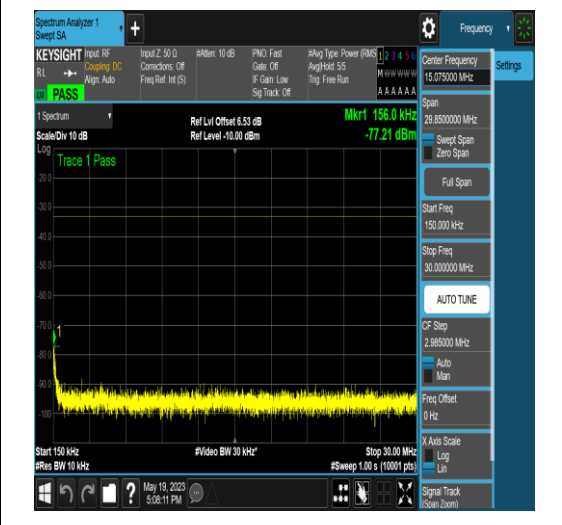 Spectrum Analyzer 1
Swept SA
+
Frequency
KEYSIGHT
RL
Input: RF
Coupling: DC
Align: Auto
Input Z: 50 Ω
Corrections: Off
Freq Ref: Int (S)
#Atten: 10 dB
PNO: Fast
Gate: Off
IF Gain: Low
Sig Track: Off
#Avg Type: Power (RMS)
Avg|Hold: 5/5
Trig: Free Run
1 2 3 4 5 6
M W W W W W
A A A A A A
PASS
1 Spectrum
Scale/Div 10 dB
Ref Lvl Offset 6.53 dB
Ref Level -10.00 dBm
Mkr1 156.0 kHz
-77.21 dBm
Log
Trace 1 Pass
-20.0
-30.0
-40.0
-50.0
-60.0
-70.0
-80.0
-90.0
-100
1
Start 150 kHz
#Res BW 10 kHz
#Video BW 30 kHz*
Stop 30.00 MHz
#Sweep 1.00 s (10001 pts)
May 19, 2023
5:08:11 PM
?
Center Frequency
15.075000 MHz
Settings
Span
29.8500000 MHz
Swept Span
Zero Span
Full Span
Start Freq
150.000 kHz
Stop Freq
30.000000 MHz
AUTO TUNE
CF Step
2.985000 MHz
Auto
Man
Freq Offset
0 Hz
X Axis Scale
Log
Lin
Signal Track
(Span Zoom)